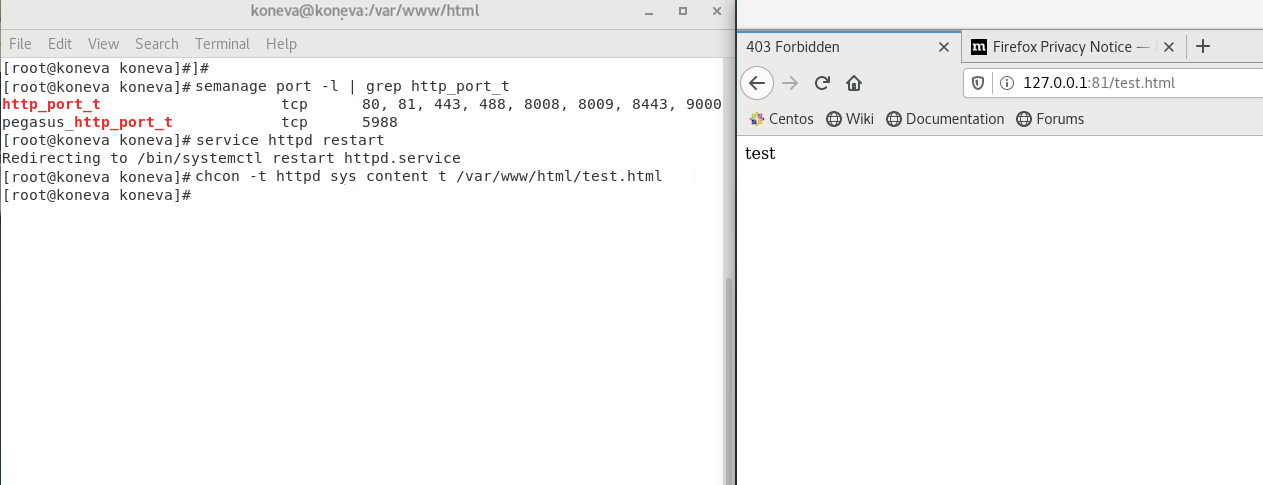 koneva@koneva:/var/www/html
File Edit View Search Terminal Help
[root@koneva koneva]#]#
[root@koneva koneva]# semanage port -l | grep http_port_t
http_port_t tcp 80, 81, 443, 488, 8008, 8009, 8443, 9000
pegasus_http_port_t tcp 5988
[root@koneva koneva]# service httpd restart
Redirecting to /bin/systemctl restart httpd.service
[root@koneva koneva]# chcon -t httpd sys content t /var/www/html/test.html
[root@koneva koneva]#
403 Forbidden
Firefox Privacy Notice —
127.0.0.1:81/test.html
Centos Wiki Documentation Forums
test